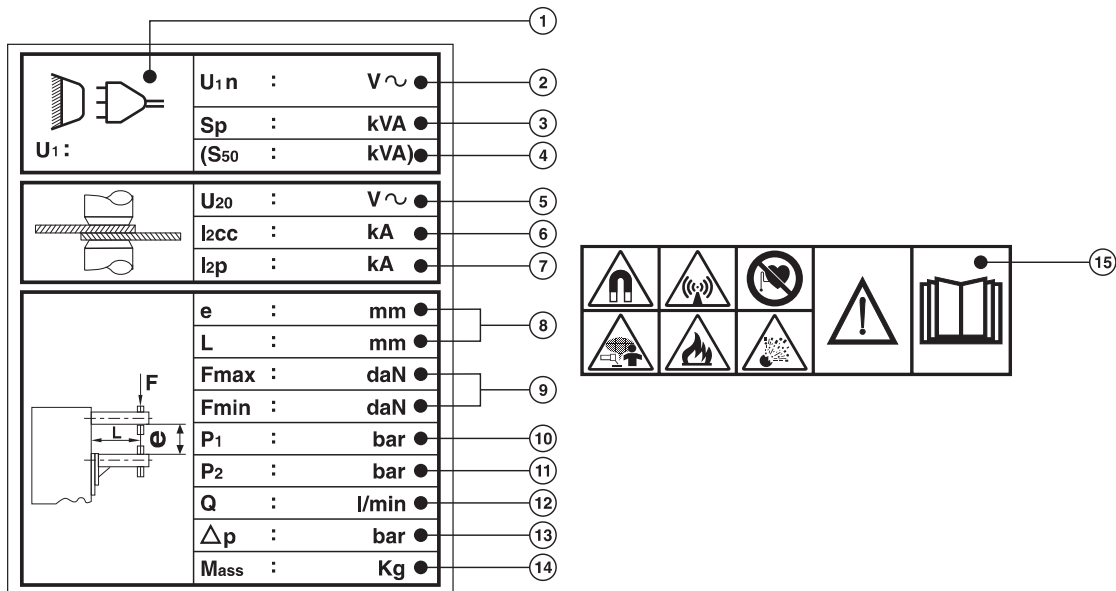 1
U1 :
U1n : V ~ 2
Sp : kVA 3
(S50 : kVA) 4
U20 : V ~ 5
I2cc : kA 6
I2p : kA 7
e : mm
L : mm
8
Fmax : daN
Fmin : daN
9
P1 : bar 10
P2 : bar 11
Q : l/min 12
△p : bar 13
Mass : Kg 14
F
L
e
15